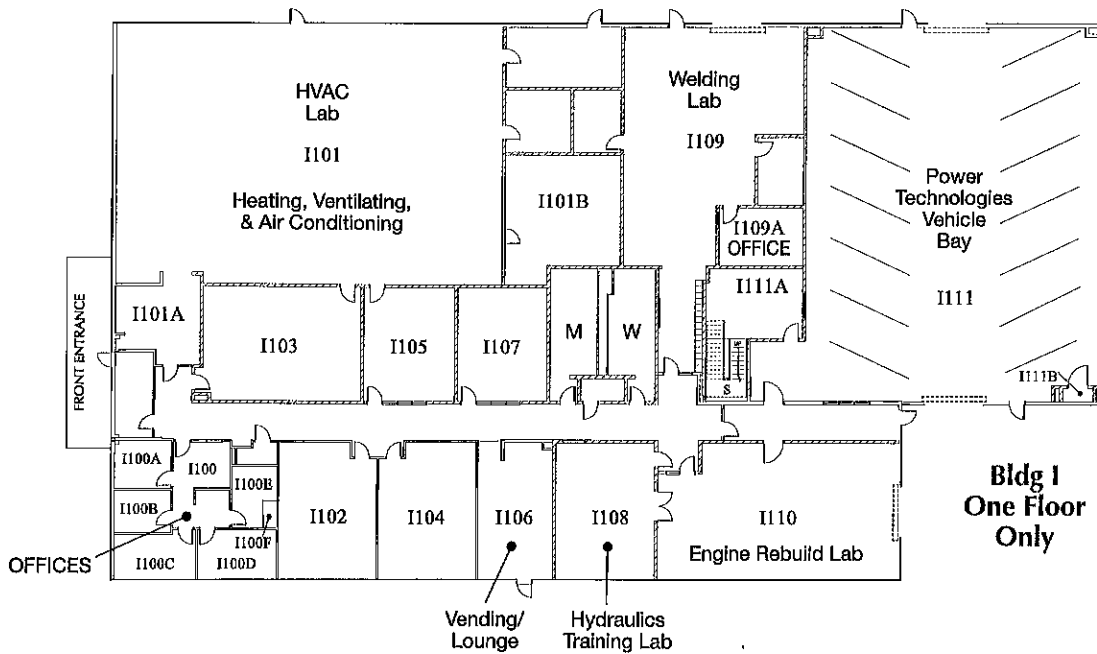 HVAC
Lab
I101
Heating, Ventilating,
& Air Conditioning
Welding
Lab
I109
I101B
I109A
OFFICE
Power
Technologies
Vehicle
Bay
I111
I111A
I111B
FRONT ENTRANCE
I101A
I103
I105
I107
M
W
S
I100A
I100
I100B
I100E
I100F
I100C
I100D
OFFICES
I102
I104
I106
I108
I110
Engine Rebuild Lab
Vending/
Lounge
Hydraulics
Training Lab
Bldg I
One Floor
Only